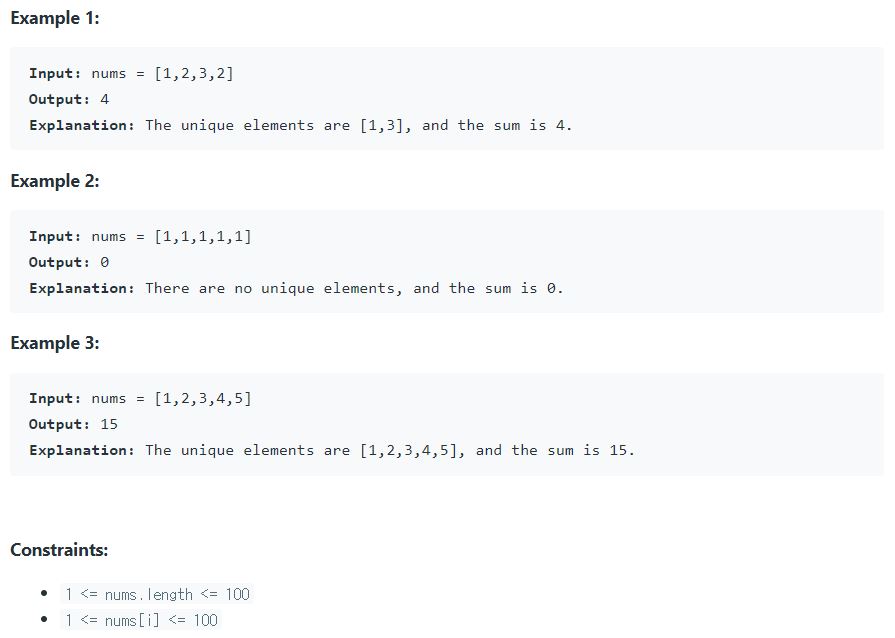 Example 1:
Input: nums = [1,2,3,2]
Output: 4
Explanation: The unique elements are [1,3], and the sum is 4.
Example 2:
Input: nums = [1,1,1,1,1]
Output: 0
Explanation: There are no unique elements, and the sum is 0.
Example 3:
Input: nums = [1,2,3,4,5]
Output: 15
Explanation: The unique elements are [1,2,3,4,5], and the sum is 15.
Constraints:
• 1 <= nums.length <= 100
• 1 <= nums[i] <= 100